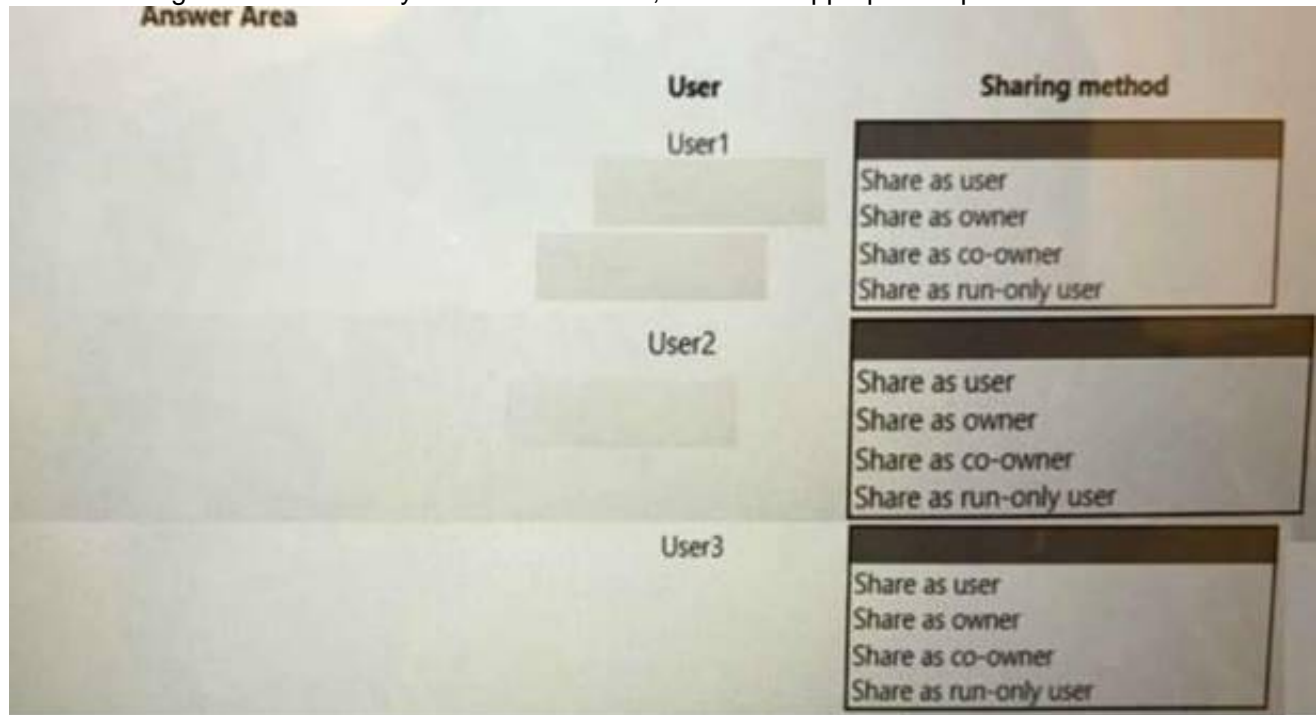 Answer Area
User Sharing method
User1
Share as user
Share as owner
Share as co-owner
Share as run-only user
User2
Share as user
Share as owner
Share as co-owner
Share as run-only user
User3
Share as user
Share as owner
Share as co-owner
Share as run-only user